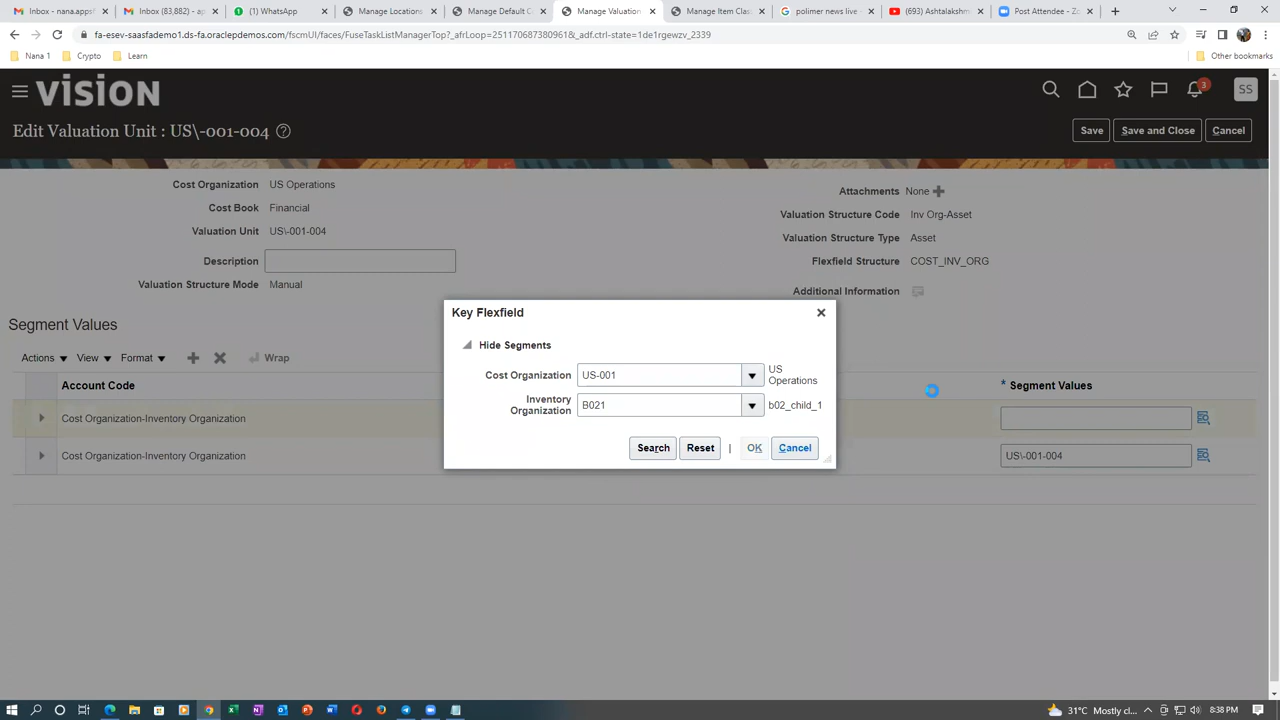 Inbox - nana.apps9
Inbox (83,882) - ap
(1) WhatsApp
Manage Locations
Manage Default C
Manage Valuation
Manage Item Clas
polimer news live -
(693) Ashtalakshm
Post Attendee - Zo
fa-esev-saasfademo1.ds-fa.oraclepdemos.com/fscmUI/faces/FuseTaskListManagerTop?_afrLoop=251170687380961&_adf.ctrl-state=1de1rgewzv_2339
Nana 1
Crypto
Learn
Other bookmarks
VISION
3
SS
Edit Valuation Unit : US\-001-004
Save
Save and Close
Cancel
Cost Organization US Operations
Cost Book Financial
Valuation Unit US\-001-004
Description
Valuation Structure Mode Manual
Attachments None
Valuation Structure Code Inv Org-Asset
Valuation Structure Type Asset
Flexfield Structure COST_INV_ORG
Additional Information
Segment Values
Actions View Format Wrap
Account Code
* Segment Values
Cost Organization-Inventory Organization
Cost Organization-Inventory Organization
US\-001-004
Key Flexfield
Hide Segments
Cost Organization US-001 US Operations
Inventory Organization B021 b02_child_1
Search Reset | OK Cancel
31°C Mostly cl...
8:38 PM